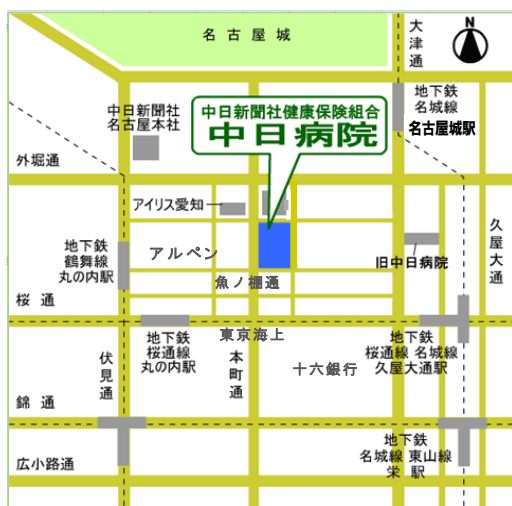 名古屋城
大津通
N
地下鉄
名城線
名古屋城駅
中日新聞社
名古屋本社
中日新聞社健康保険組合
中日病院
外堀通
アイリス愛知
久屋大通
地下鉄
鶴舞線
丸の内駅
アルペン
旧中日病院
魚ノ棚通
桜通
東京海上
地下鉄
桜通線
丸の内駅
伏見通
本町通
地下鉄
桜通線 名城線
久屋大通駅
十六銀行
錦通
地下鉄
名城線 東山線
栄駅
広小路通